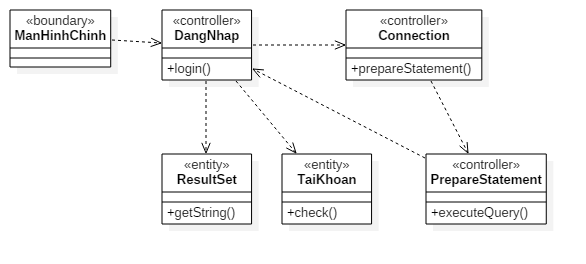 «boundary»
ManHinhChinh
«controller»
DangNhap
+login()
«controller»
Connection
+prepareStatement()
«entity»
ResultSet
+getString()
«entity»
TaiKhoan
+check()
«controller»
PrepareStatement
+executeQuery()